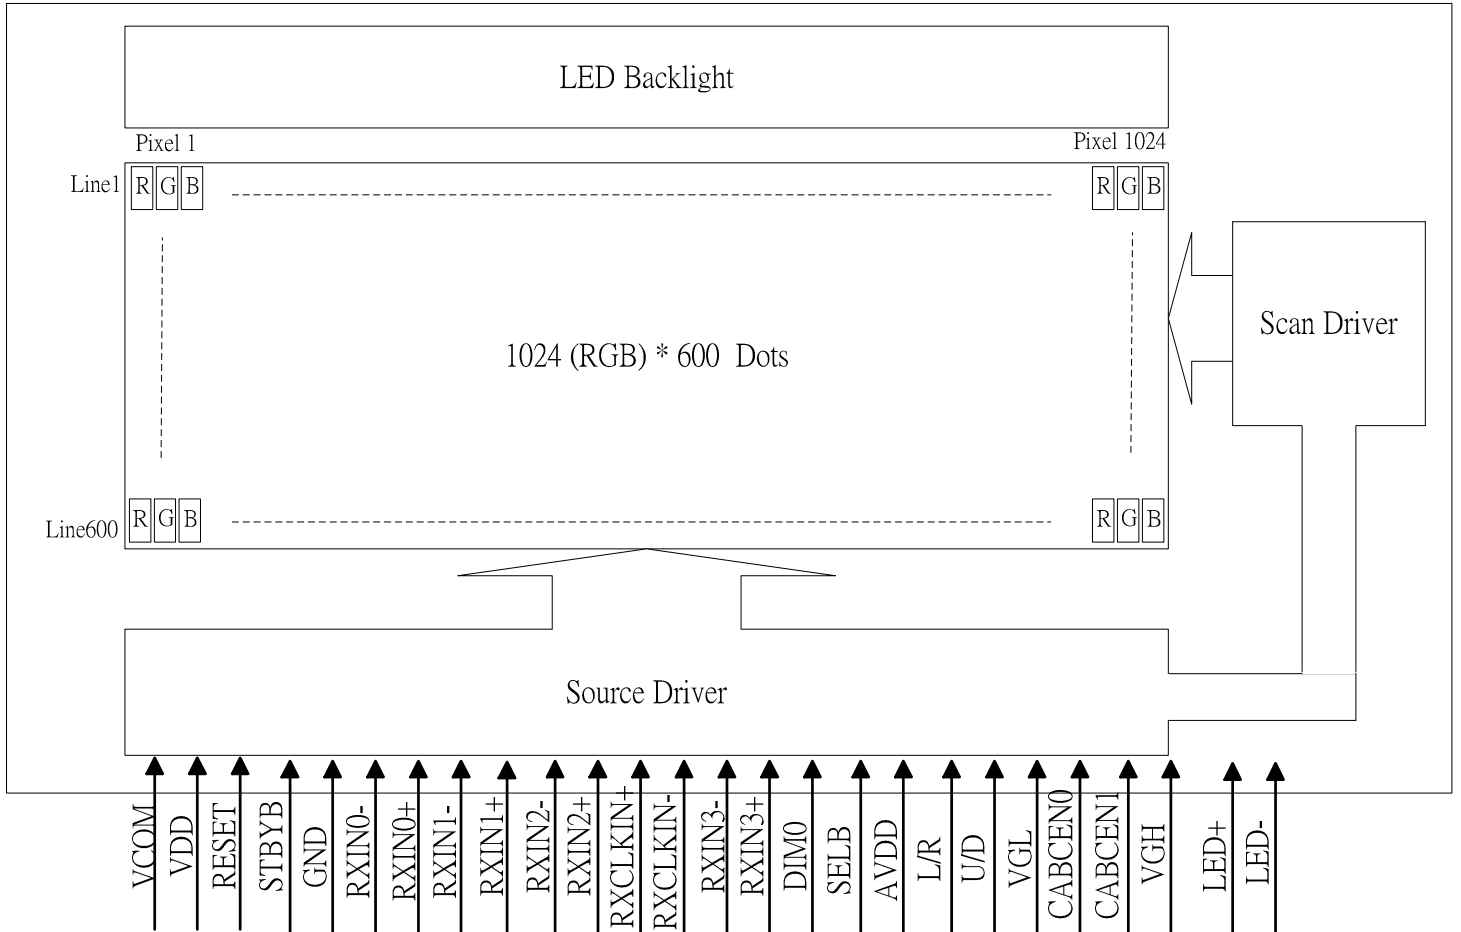 LED Backlight
Pixel 1
Pixel 1024
Line1
R G B
R G B
Scan Driver
1024 (RGB) * 600 Dots
Line600
R G B
R G B
Source Driver
VCOM
VDD
RESET
STBYB
GND
RXIN0-
RXIN0+
RXIN1-
RXIN1+
RXIN2-
RXIN2+
RXCLKIN+
RXCLKIN-
RXIN3-
RXIN3+
DIM0
SELB
AVDD
L/R
U/D
VGL
CABCEN0
CABCEN1
VGH
LED+
LED-